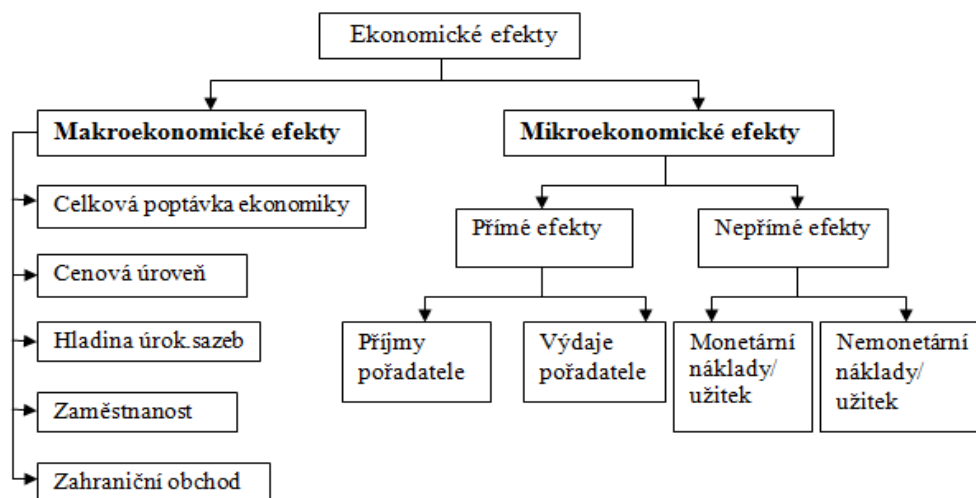 Ekonomické efekty
Makroekonomické efekty
Mikroekonomické efekty
Celková poptávka ekonomiky
Cenová úroveň
Hladina úrok.sazeb
Zaměstnanost
Zahraniční obchod
Přímé efekty
Nepřímé efekty
Příjmy
pořadatele
Výdaje
pořadatele
Monetární
náklady/
užitek
Nemonetární
náklady/
užitek